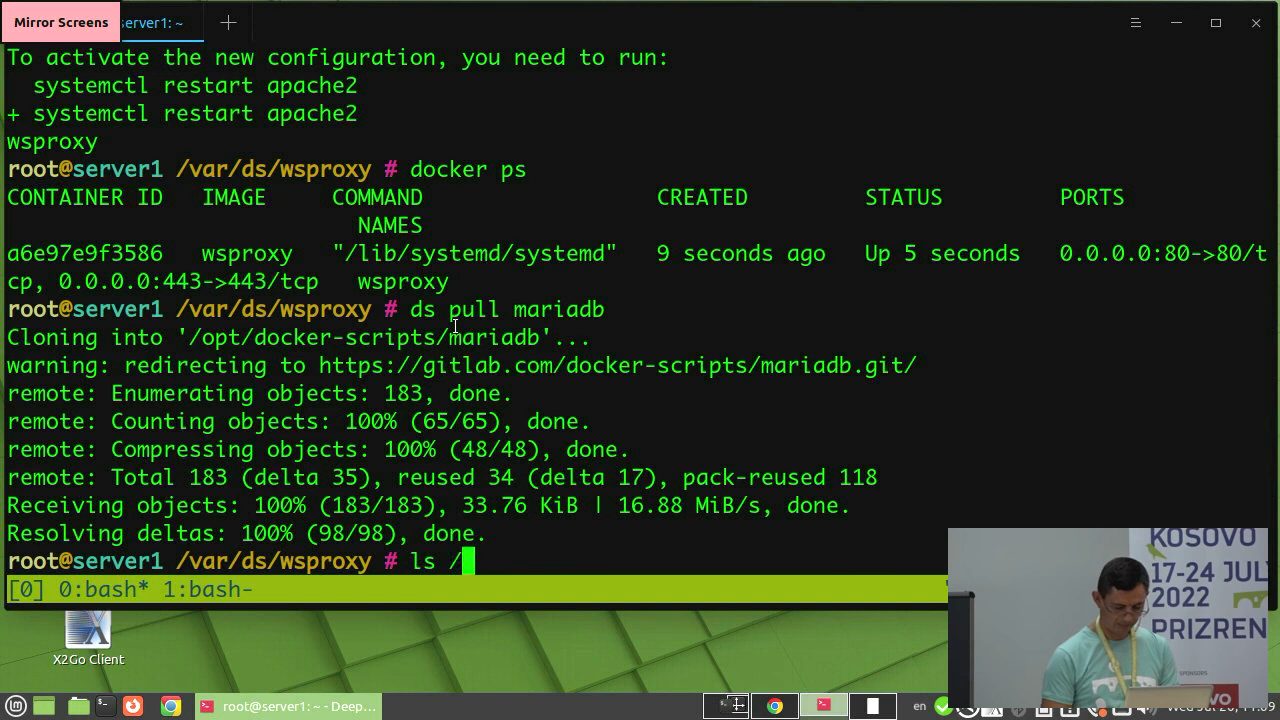 Mirror Screens
server1: ~
To activate the new configuration, you need to run:
systemctl restart apache2
+ systemctl restart apache2
wsproxy
root@server1 /var/ds/wsproxy # docker ps
CONTAINER ID IMAGE COMMAND CREATED STATUS PORTS
NAMES
a6e97e9f3586 wsproxy "/lib/systemd/systemd" 9 seconds ago Up 5 seconds 0.0.0.0:80->80/t
cp, 0.0.0.0:443->443/tcp wsproxy
root@server1 /var/ds/wsproxy # ds pull mariadb
Cloning into '/opt/docker-scripts/mariadb'...
warning: redirecting to https://gitlab.com/docker-scripts/mariadb.git/
remote: Enumerating objects: 183, done.
remote: Counting objects: 100% (65/65), done.
remote: Compressing objects: 100% (48/48), done.
remote: Total 183 (delta 35), reused 34 (delta 17), pack-reused 118
Receiving objects: 100% (183/183), 33.76 KiB | 16.88 MiB/s, done.
Resolving deltas: 100% (98/98), done.
root@server1 /var/ds/wsproxy # ls /
[0] 0:bash* 1:bash-
KOSOVO
17-24 JUL
2022
PRIZREN
SPONSORS
X2Go Client
root@server1: ~ - Deep...
en